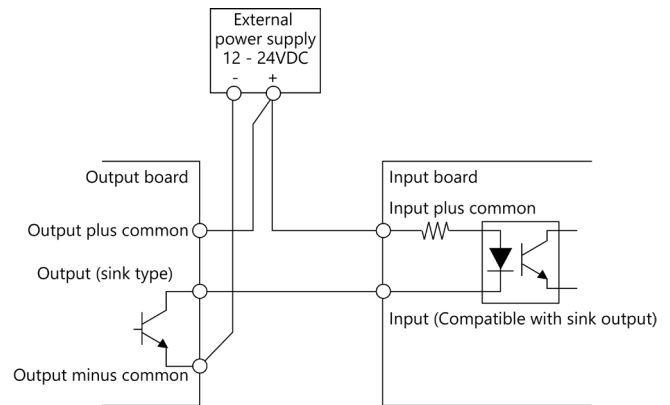 External
power supply
12 - 24VDC
- +
Output board
Input board
Input plus common
Output plus common
Output (sink type)
Input (Compatible with sink output)
Output minus common